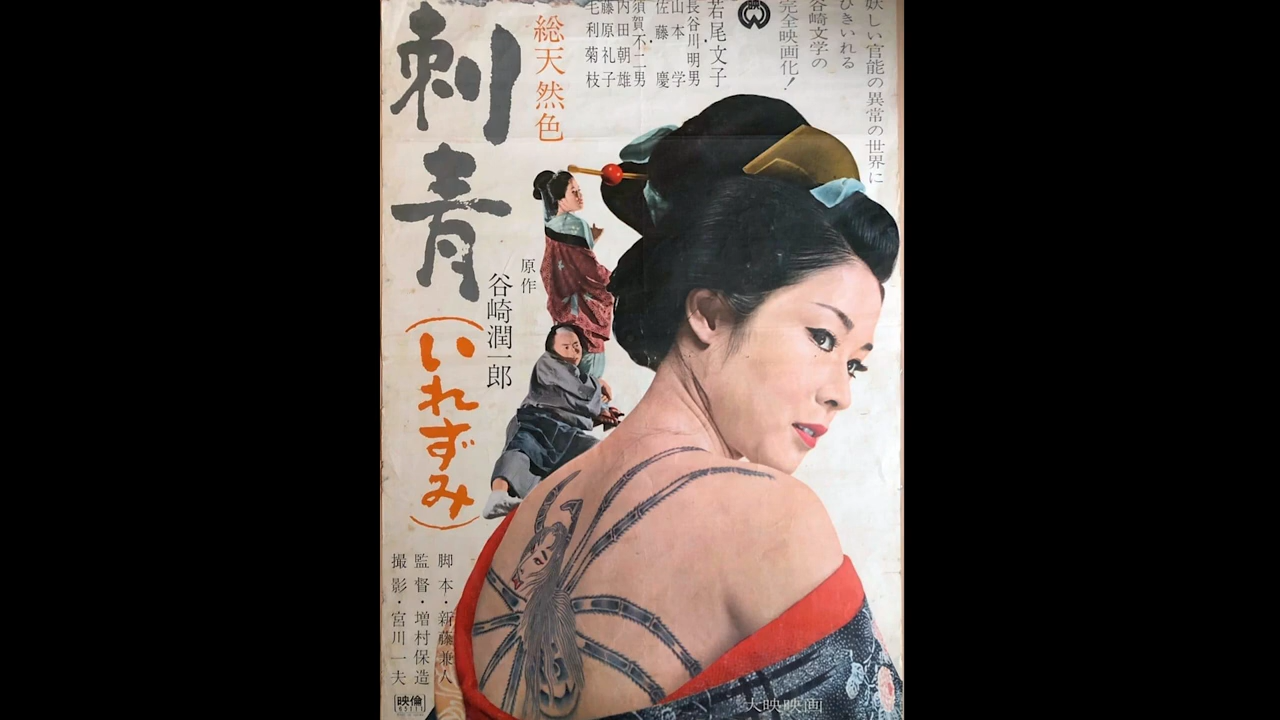 妖しい官能の異常の世界に
ひきいれる
谷崎文学の
完全映画化！
若尾文子
長谷川明男
山本学
佐藤慶
須賀不二男
内田朝雄
藤原礼子
毛利菊枝
総天然色
刺青
(いれずみ)
原作
谷崎潤一郎
脚本・新藤兼人
監督・増村保造
撮影・宮川一夫
映倫
大映映画